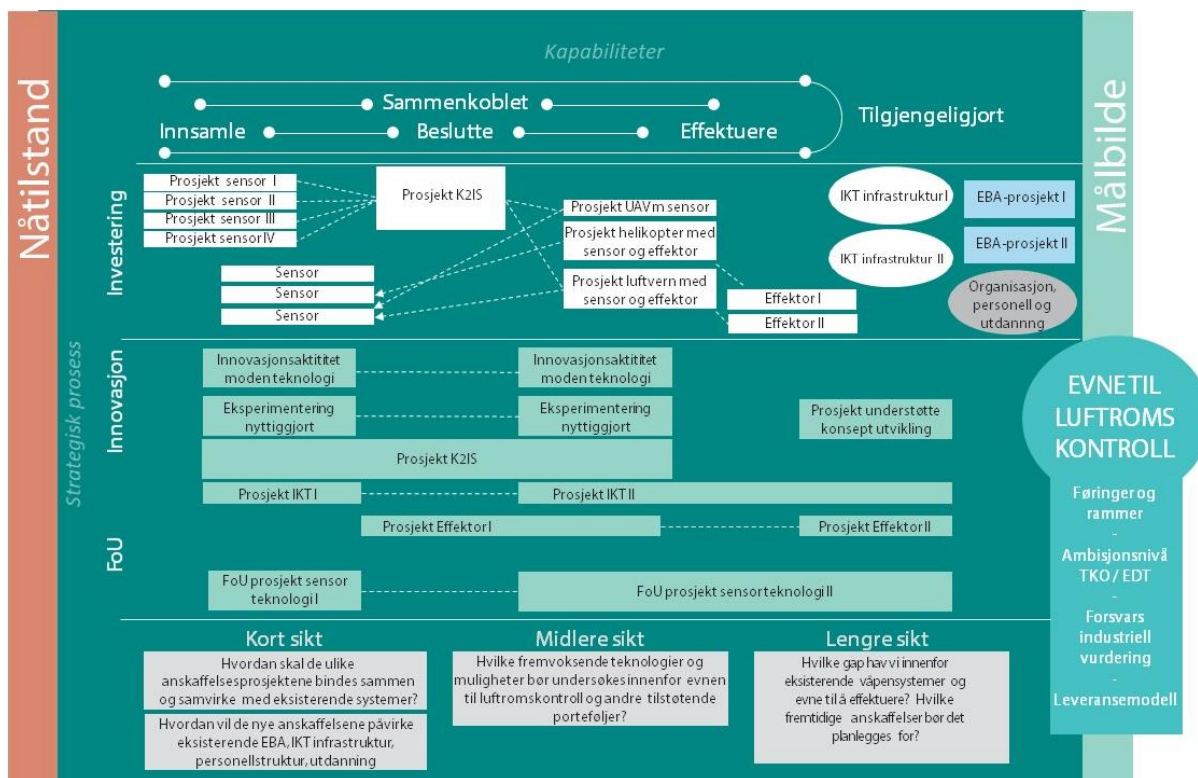 Nåtilstand
Strategisk prosess
Kapabiliteter
Sammenkoblet
Innsamle
Beslutte
Effektuere
Tilgjengeligjort
Målbilde
Investering
Prosjekt sensor I
Prosjekt sensor II
Prosjekt sensor III
Prosjekt sensor IV
Prosjekt K2IS
Sensor
Sensor
Sensor
Prosjekt UAV m sensor
Prosjekt helikopter med
sensor og effektor
Prosjekt luftvern med
sensor og effektor
Effektor I
Effektor II
IKT infrastruktur I
IKT infrastruktur II
EBA-prosjekt I
EBA-prosjekt II
Organisasjon,
personell og
utdannng
Innovasjon
Innovasjonsaktititet
moden teknologi
Innovasjonsaktititet
moden teknologi
Eksperimentering
nyttiggjort
Eksperimentering
nyttiggjort
Prosjekt understøtte
konsept utvikling
Prosjekt K2IS
Prosjekt IKT I
Prosjekt IKT II
Prosjekt Effektor I
Prosjekt Effektor II
FoU
FoU prosjekt sensor
teknologi I
FoU prosjekt sensorteknologi II
EVNE TIL
LUFTROMS
KONTROLL
Føringer og
rammer
-
Ambisjonsnivå
TKO / EDT
-
Forsvars
industriell
vurdering
-
Leveransemodell
Kort sikt
Hvordan skal de ulike
anskaffelsesprosjektene bindes sammen
og samvirke med eksisterende systemer?
Hvordan vil de nye anskaffelsene påvirke
eksisterende EBA, IKT infrastruktur,
personellstruktur, utdanning
Midlere sikt
Hvilke fremvoksende teknologier og
muligheter bør undersøkes innenfor evnen
til luftromskontroll og andre tilstøtende
porteføljer?
Lengre sikt
Hvilke gap hav vi innenfor
eksisterende våpensystemer og
evne til å effektuere? Hvilke
fremtidige anskaffelser bør det
planlegges for?